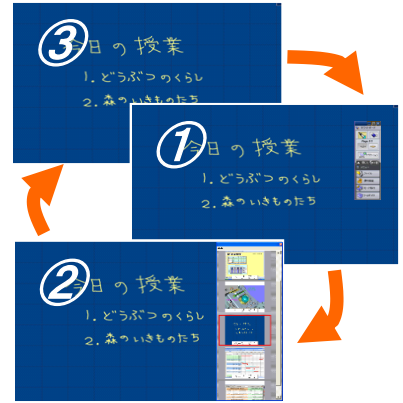 ③
今日の授業
1. どうぶつのくらし
2. 森のいきものたち
①
今日の授業
1. どうぶつのくらし
2. 森のいきものたち
②
今日の授業
1. どうぶつのくらし
2. 森のいきものたち